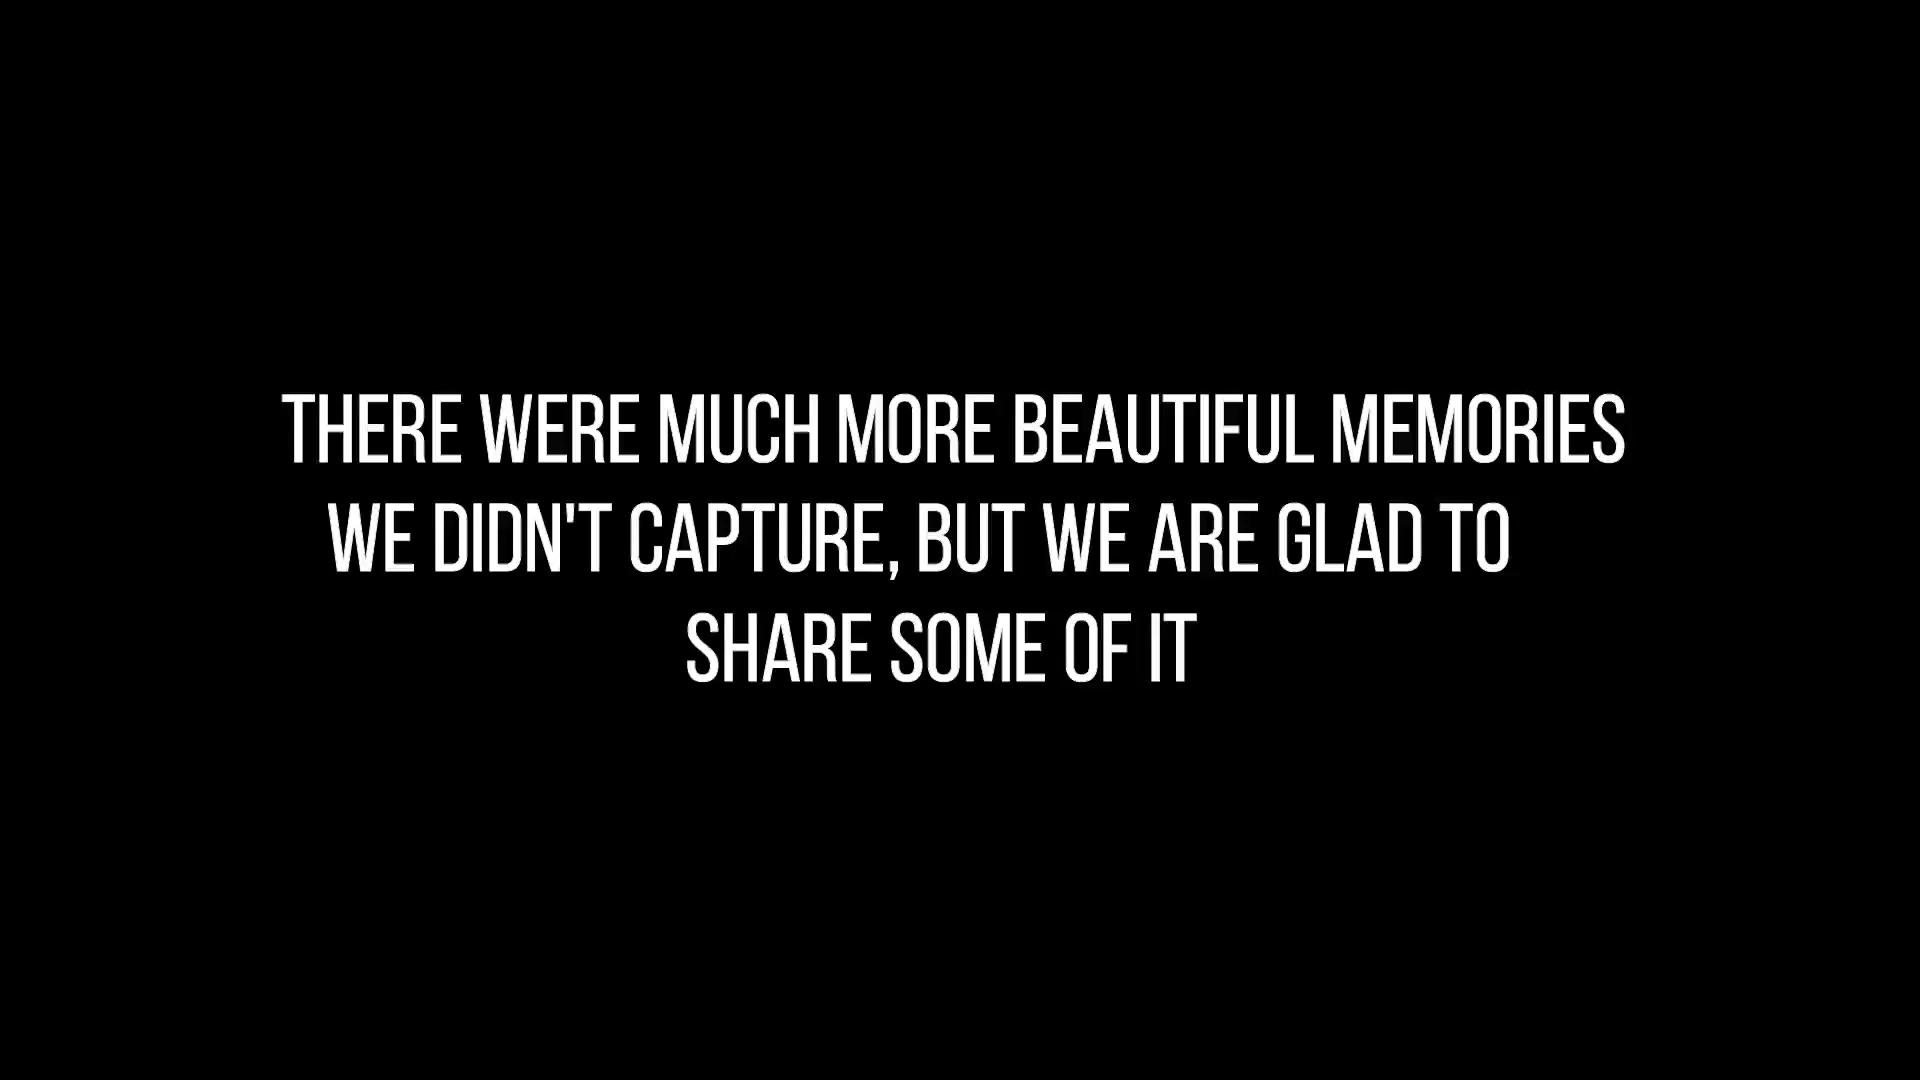 THERE WERE MUCH MORE BEAUTIFUL MEMORIES
WE DIDN'T CAPTURE, BUT WE ARE GLAD TO
SHARE SOME OF IT